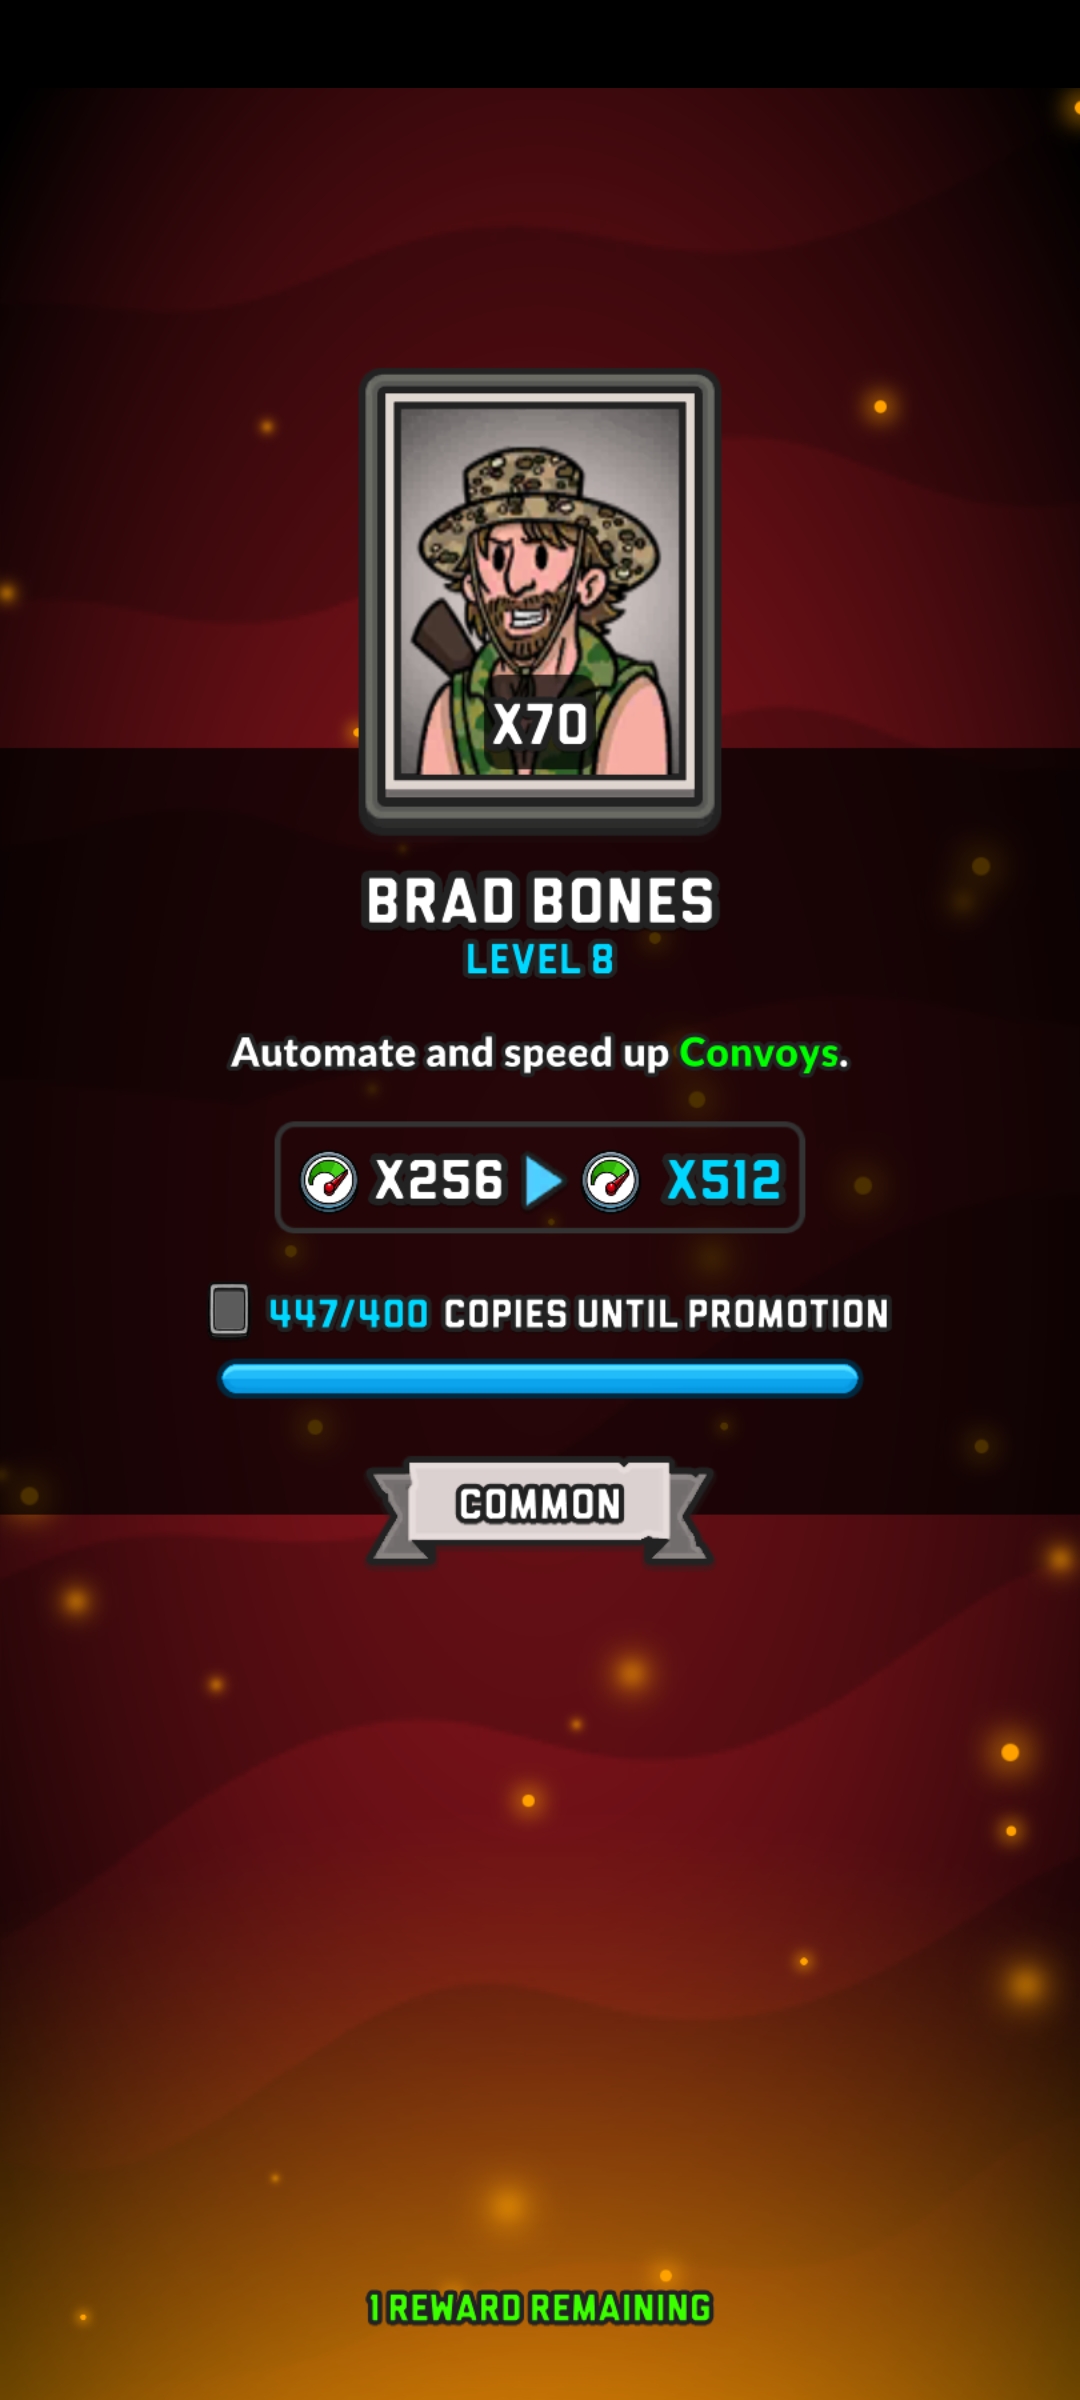 X70
BRAD BONES
LEVEL 8
Automate and speed up Convoys.
X256 X512
447/400 COPIES UNTIL PROMOTION
COMMON
1 REWARD REMAINING